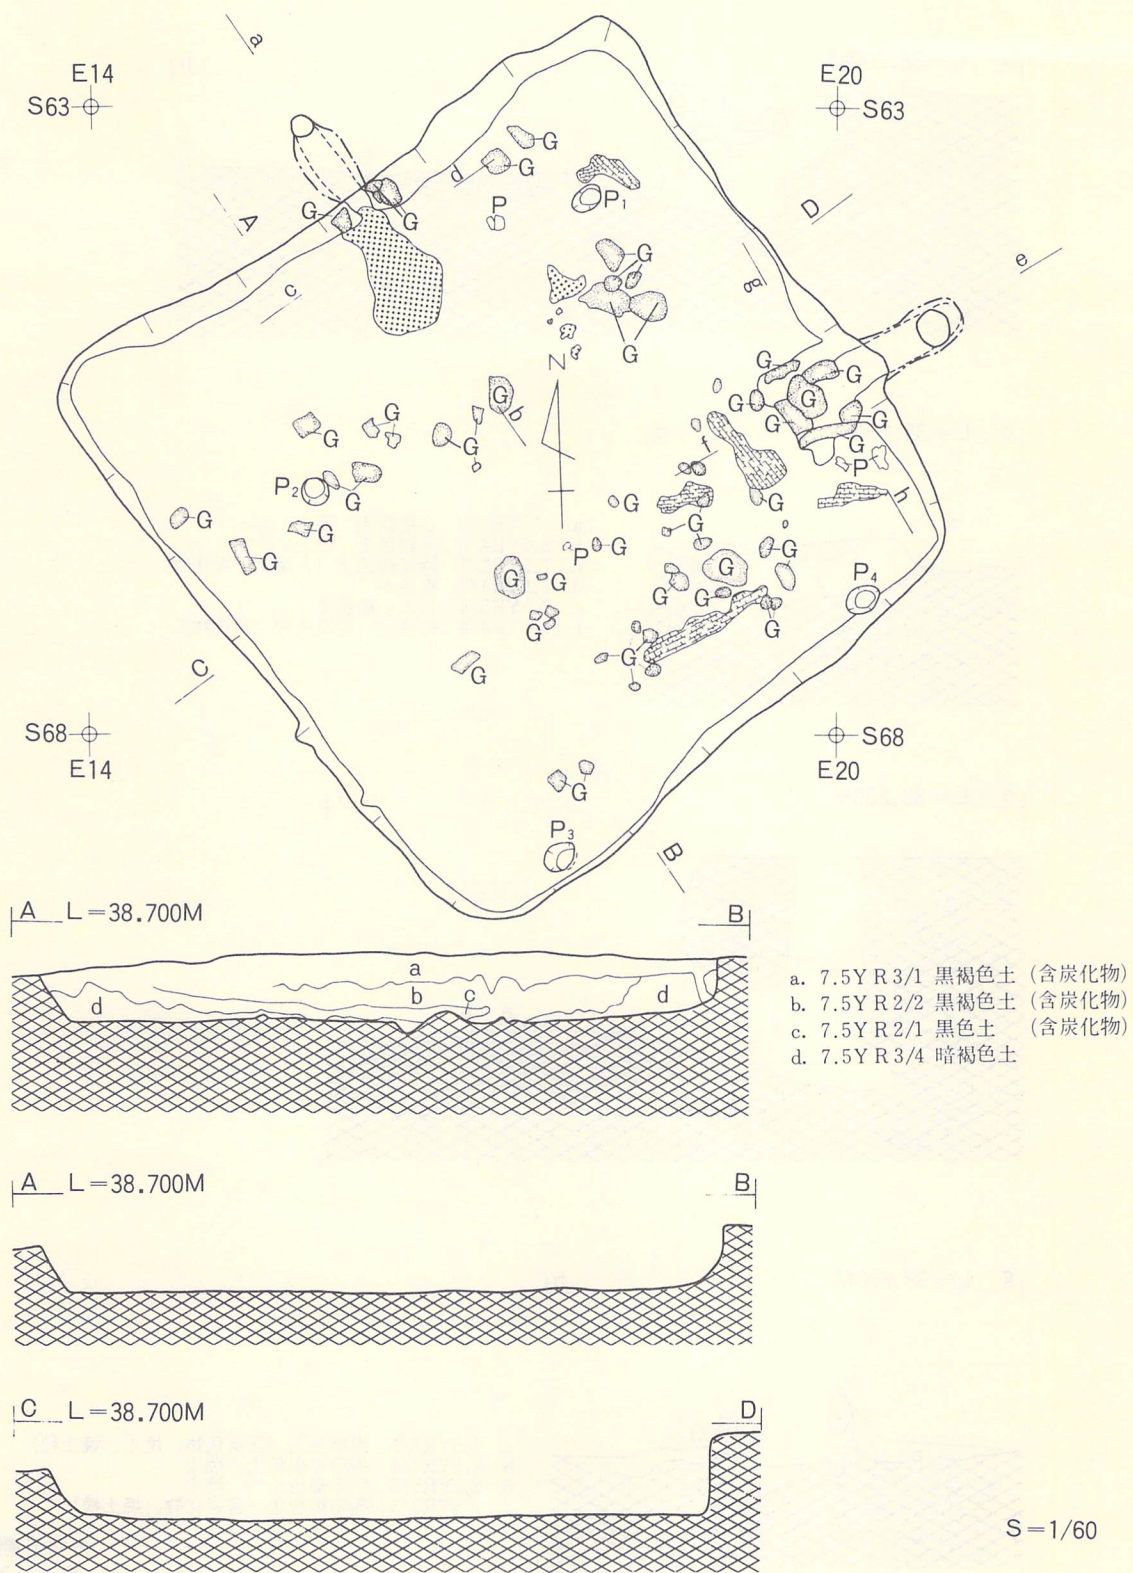 a
E14
S63
E20
S63
G
d
G
P
P₁
G
G
A
D
c
G
g
e
G
N
G
b
G
G
G
G
G
G
G
G
G
f
P
h
P₂
G
G
G
G
G
G
G
P
G
G
G
G
G
G
G
P₄
G
G
G
C
G
S68
E14
S68
E20
G
P₃
B
A L=38.700M B
a
b c
d d
a. 7.5YR3/1 黒褐色土 (含炭化物)
b. 7.5YR2/2 黒褐色土 (含炭化物)
c. 7.5YR2/1 黒色土 (含炭化物)
d. 7.5YR3/4 暗褐色土
A L=38.700M B
C L=38.700M D
S=1/60